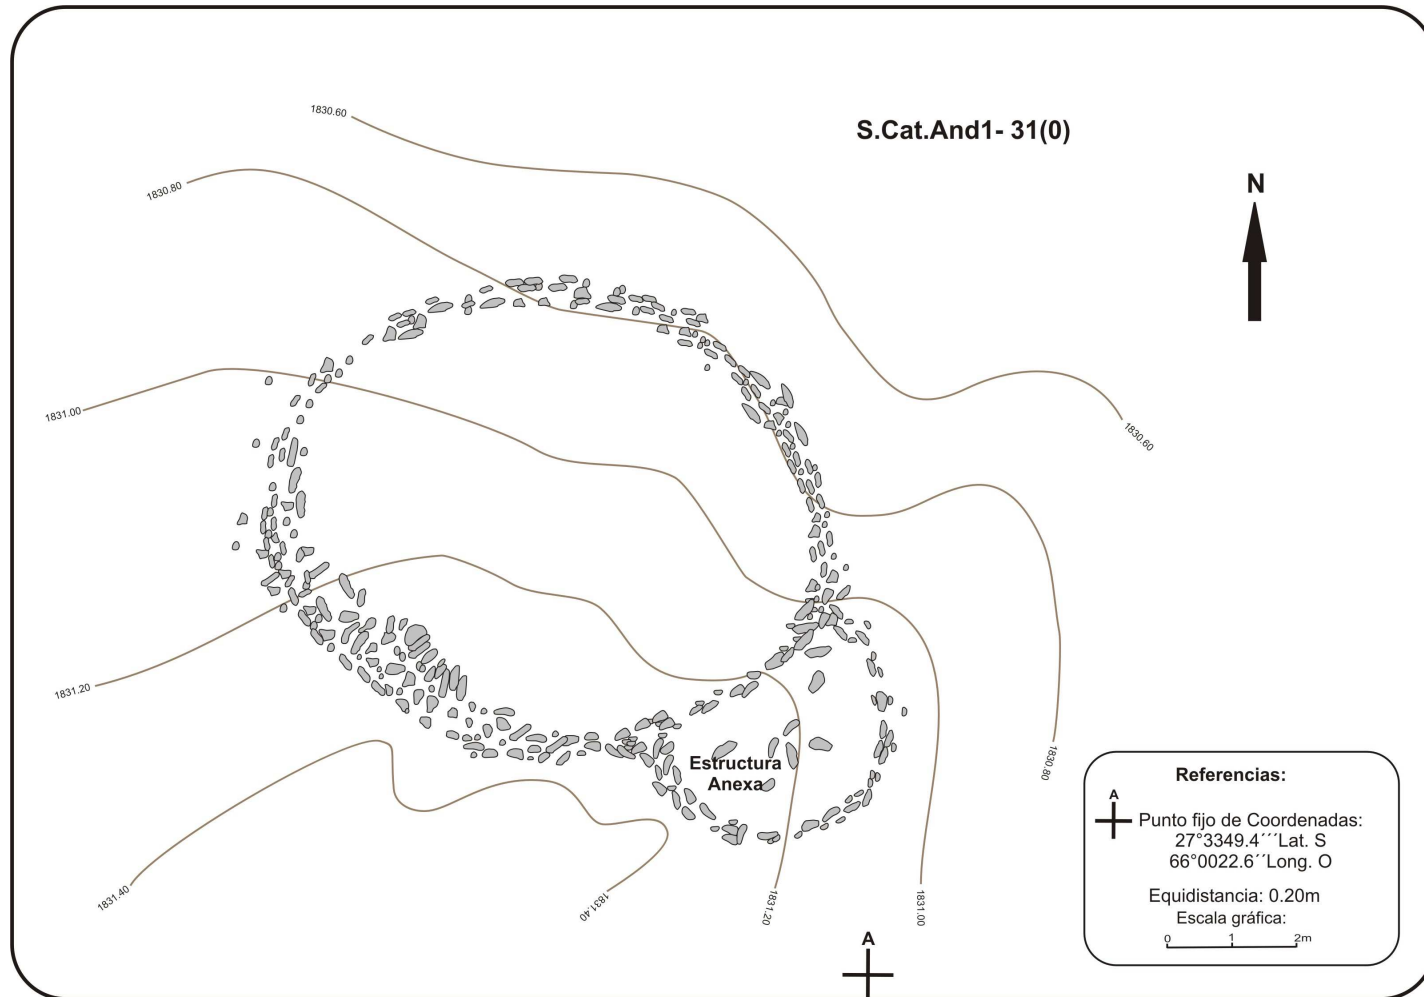 1830.60
S.Cat.And1- 31(0)
1830.80
N
1831.00
1830.60
1831.20
Estructura
Anexa
1830.80
1831.40
1831.40
1831.20
1831.00
A
Referencias:
A
Punto fijo de Coordenadas:
27°3349.4´´´Lat. S
66°0022.6´´Long. O
Equidistancia: 0.20m
Escala gráfica:
0 1 2m